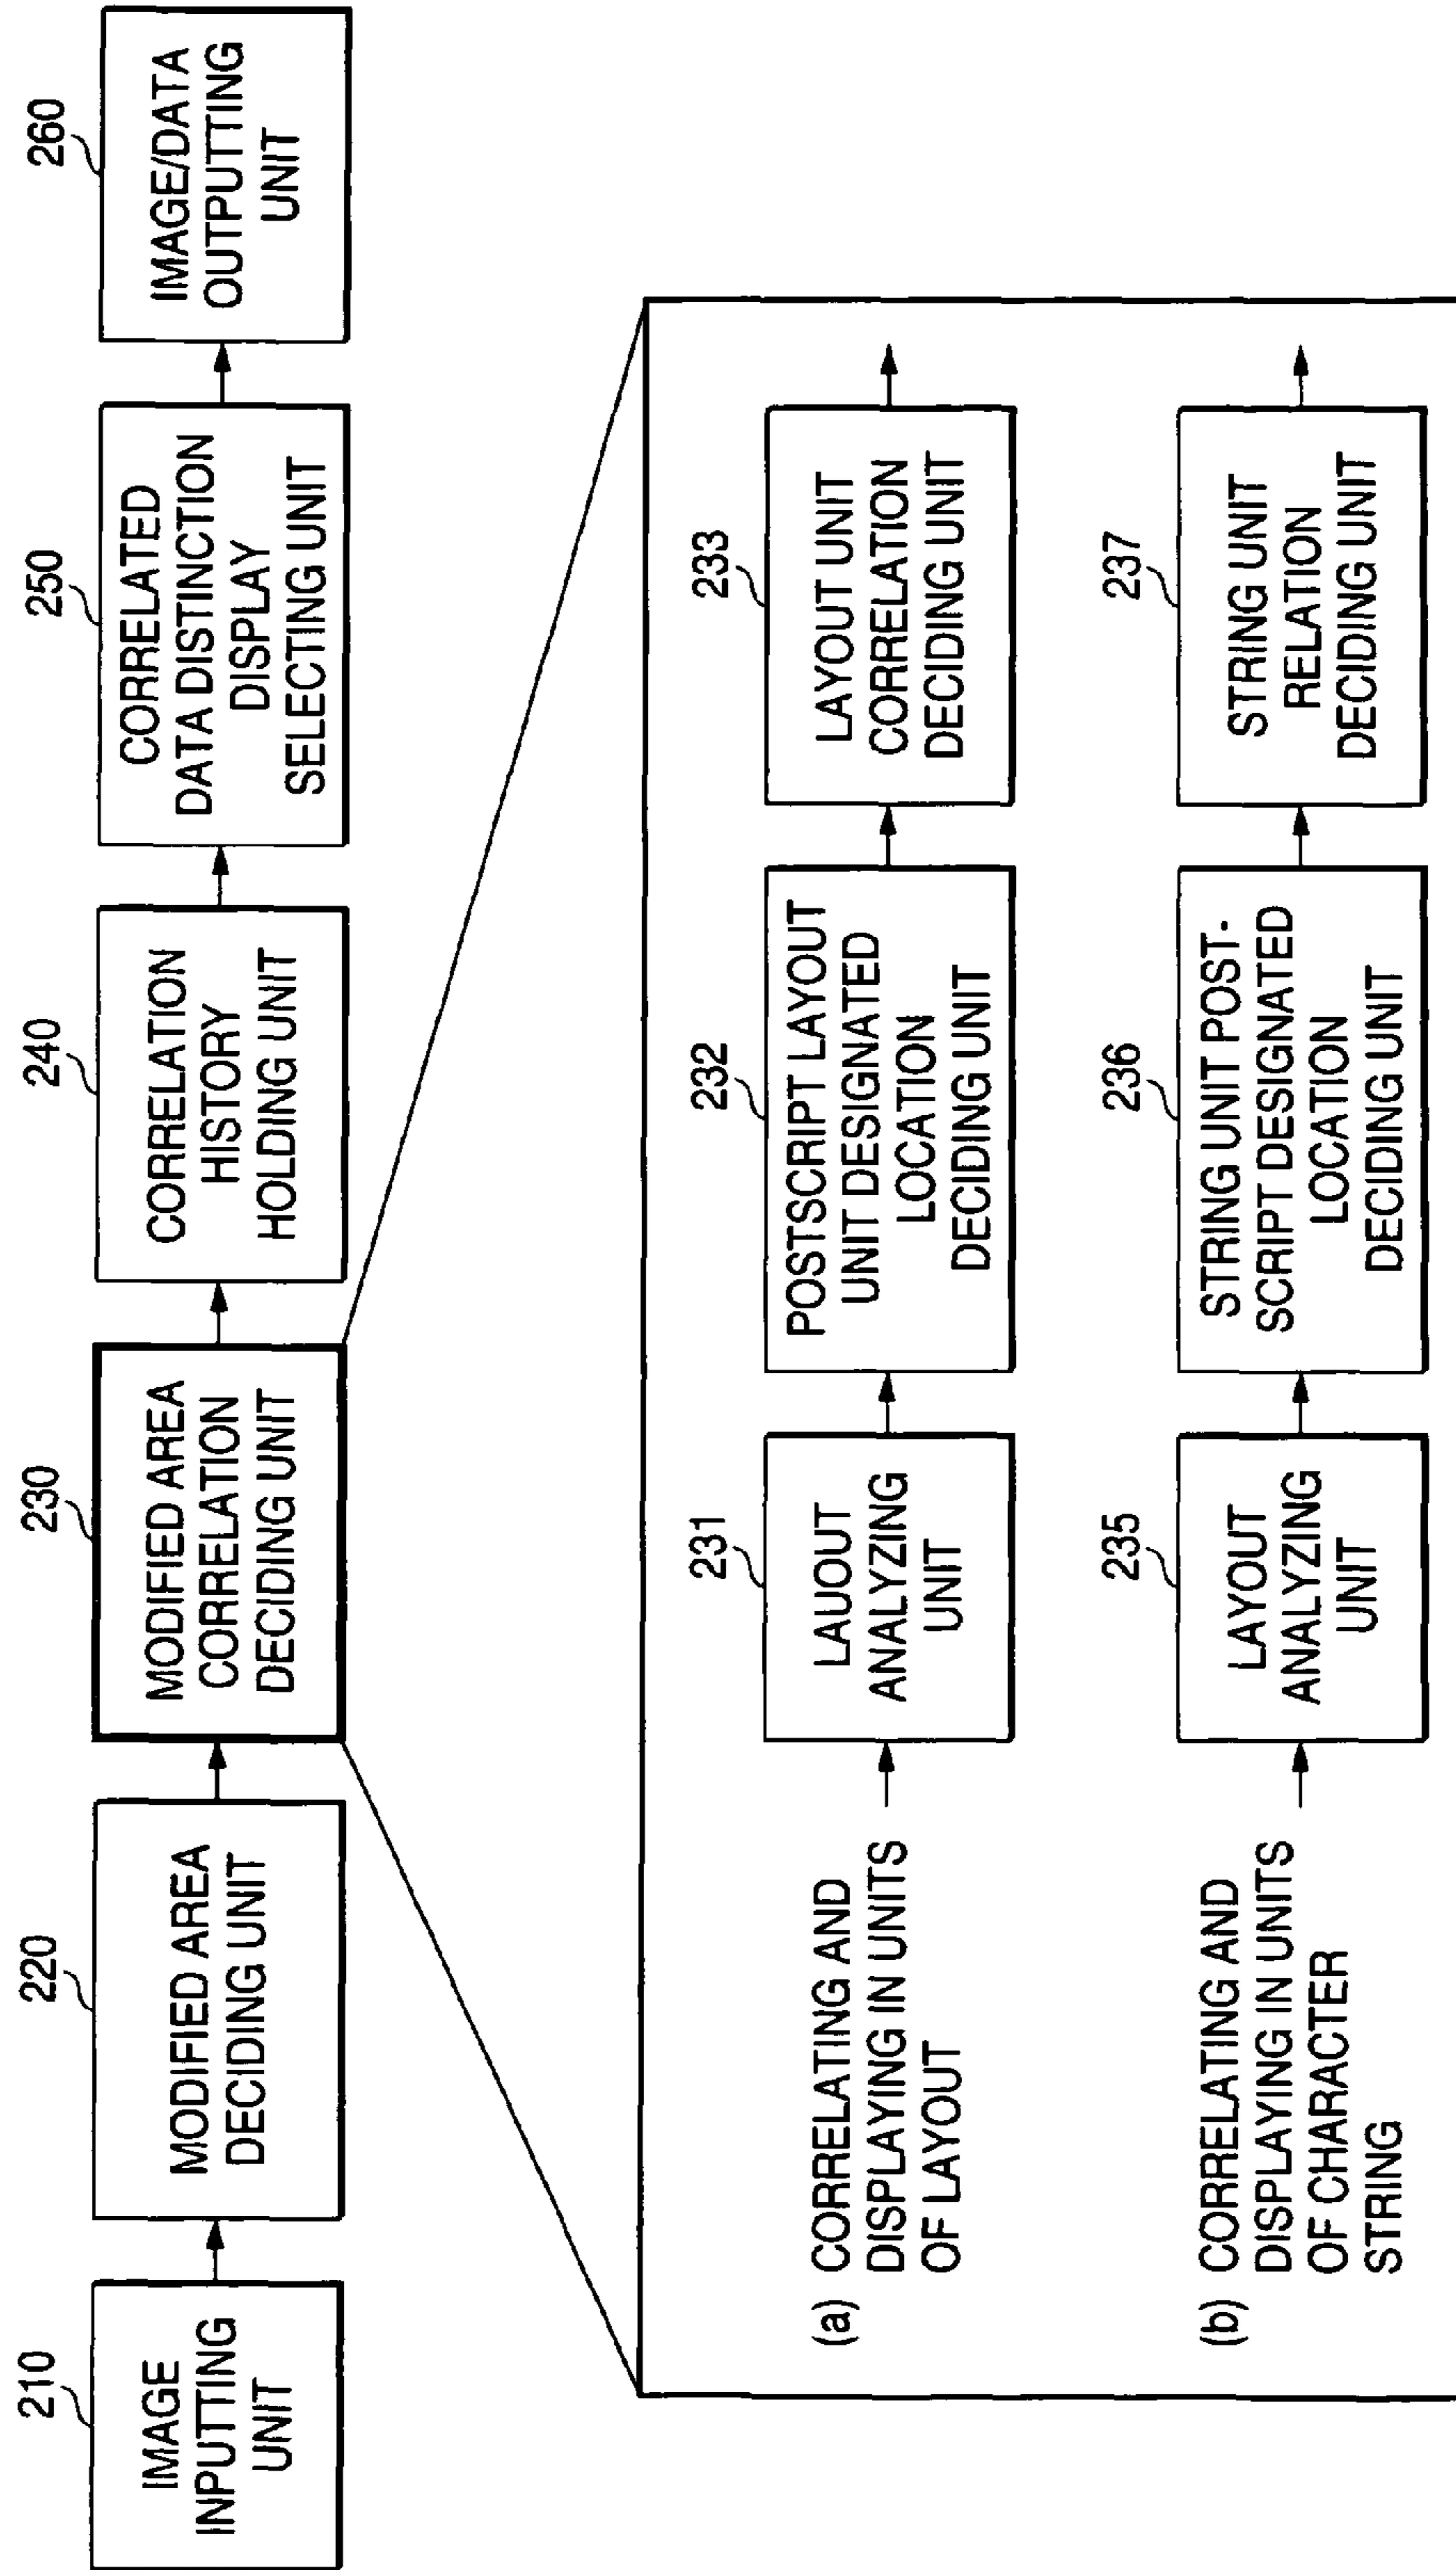 210
IMAGE
INPUTTING
UNIT
220
MODIFIED AREA
DECIDING UNIT
230
MODIFIED AREA
CORRELATION
DECIDING UNIT
240
CORRELATION
HISTORY
HOLDING UNIT
250
CORRELATED
DATA DISTINCTION
DISPLAY
SELECTING UNIT
260
IMAGE/DATA
OUTPUTTING
UNIT
(a) CORRELATING AND
DISPLAYING IN UNITS
OF LAYOUT
231
LAUOUT
ANALYZING
UNIT
232
POSTSCRIPT LAYOUT
UNIT DESIGNATED
LOCATION
DECIDING UNIT
233
LAYOUT UNIT
CORRELATION
DECIDING UNIT
(b) CORRELATING AND
DISPLAYING IN UNITS
OF CHARACTER
STRING
235
LAYOUT
ANALYZING
UNIT
236
STRING UNIT POST-
SCRIPT DESIGNATED
LOCATION
DECIDING UNIT
237
STRING UNIT
RELATION
DECIDING UNIT